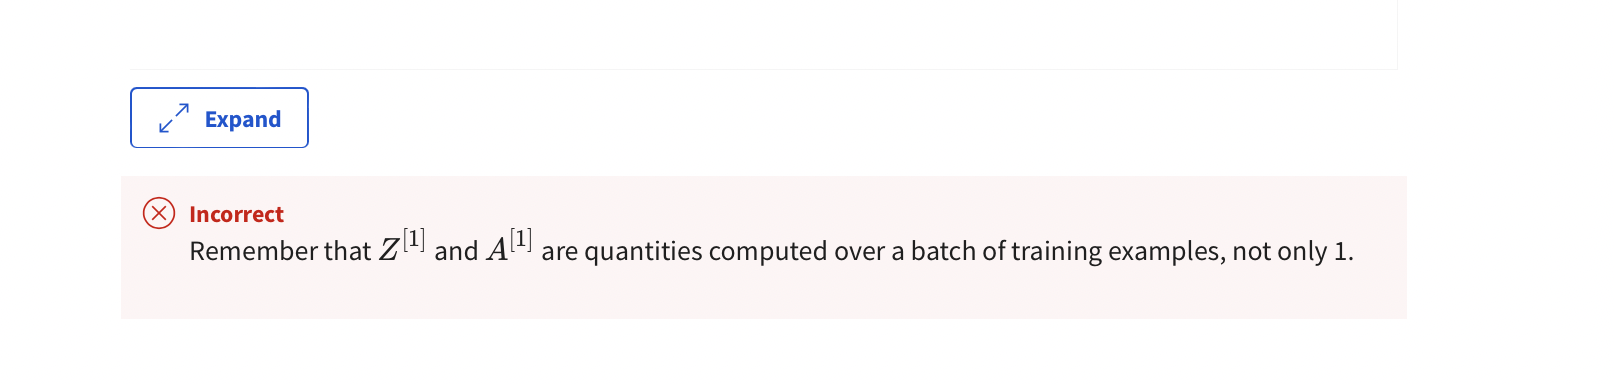 Expand
Incorrect
Remember that Z^[1] and A^[1] are quantities computed over a batch of training examples, not only 1.